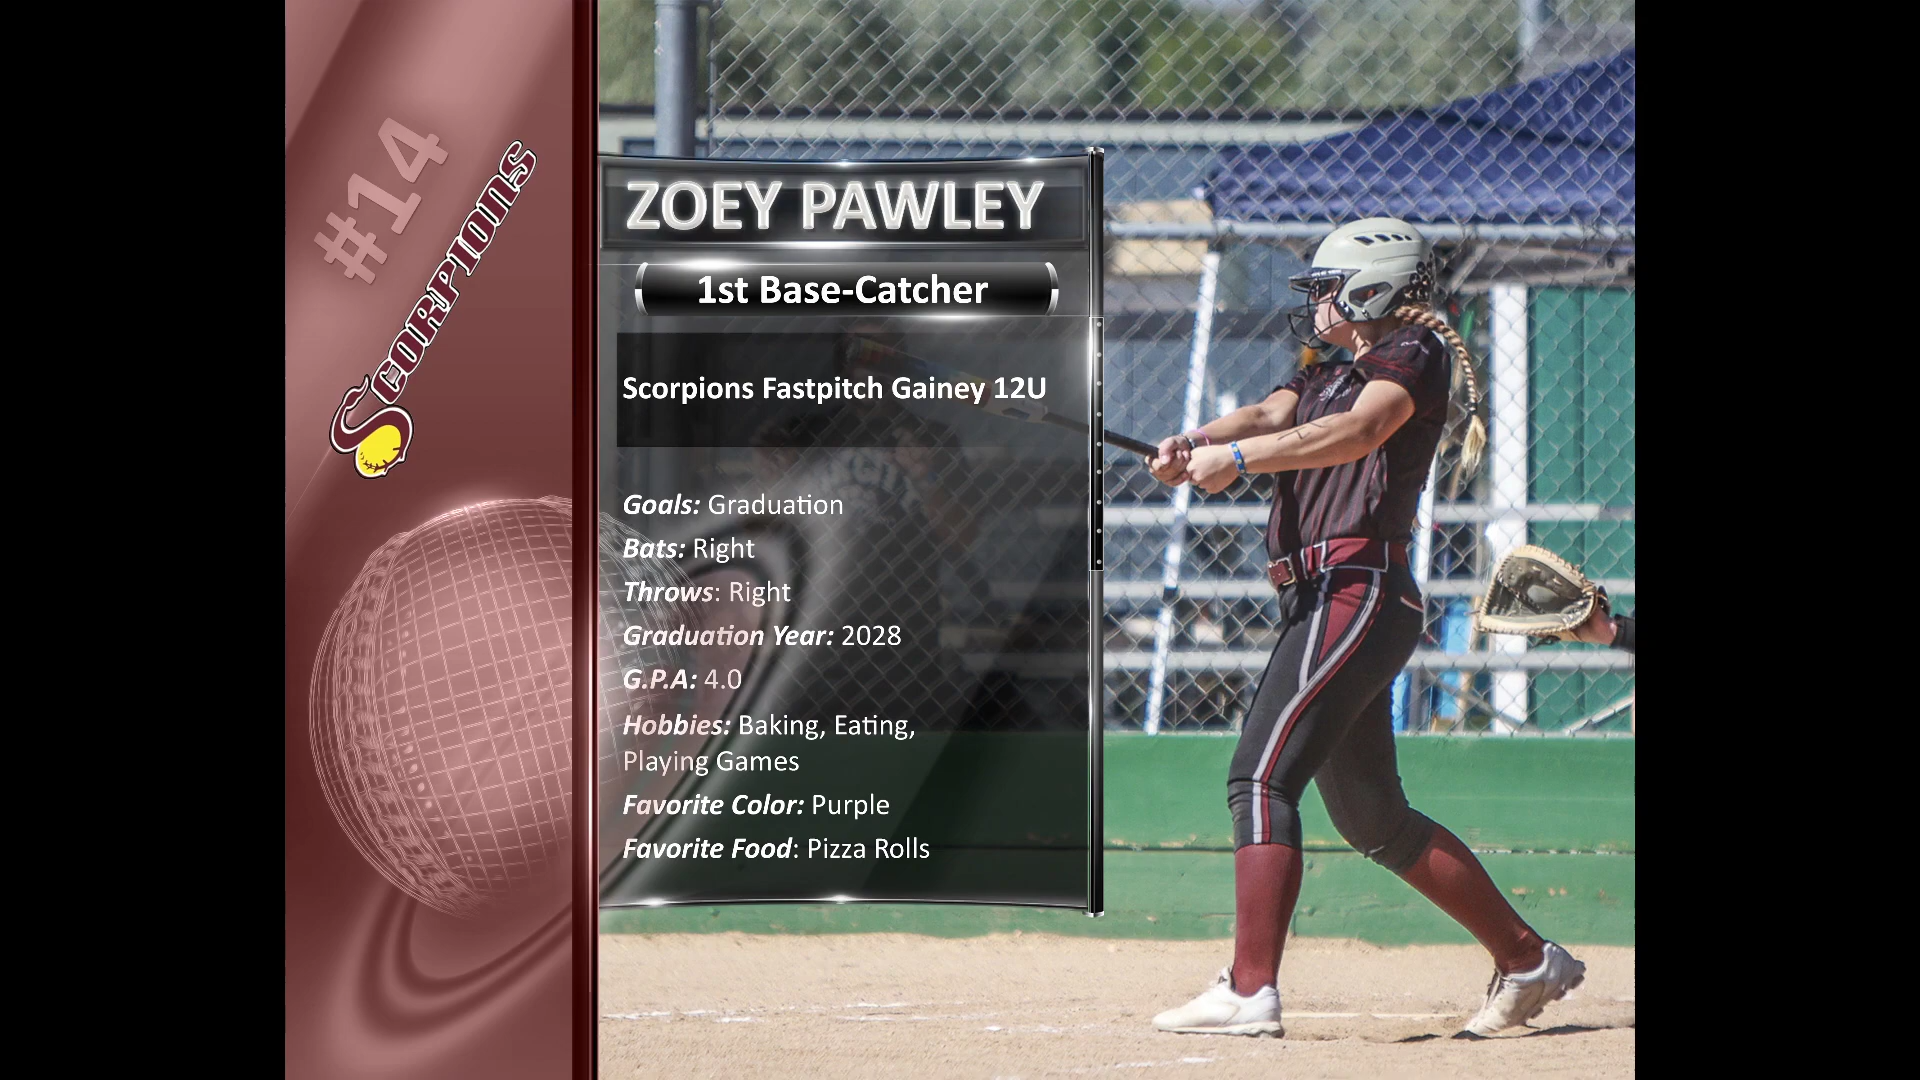 #14
Scorpions
ZOEY PAWLEY
1st Base-Catcher
Scorpions Fastpitch Gainey 12U
Goals: Graduation
Bats: Right
Throws: Right
Graduation Year: 2028
G.P.A: 4.0
Hobbies: Baking, Eating,
Playing Games
Favorite Color: Purple
Favorite Food: Pizza Rolls